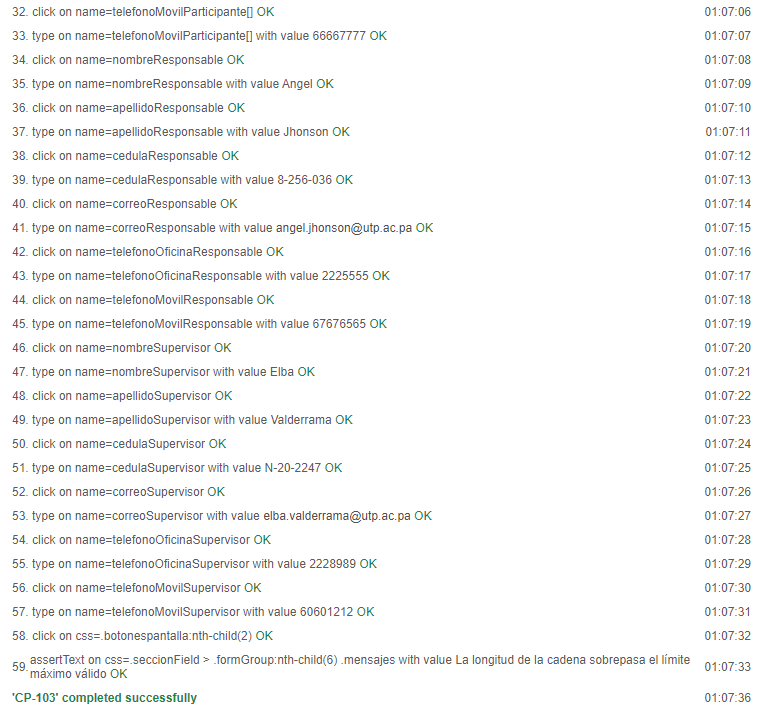 32. click on name=telefonoMovilParticipante[] OK 01:07:06
33. type on name=telefonoMovilParticipante[] with value 66667777 OK 01:07:07
34. click on name=nombreResponsable OK 01:07:08
35. type on name=nombreResponsable with value Angel OK 01:07:09
36. click on name=apellidoResponsable OK 01:07:10
37. type on name=apellidoResponsable with value Jhonson OK 01:07:11
38. click on name=cedulaResponsable OK 01:07:12
39. type on name=cedulaResponsable with value 8-256-036 OK 01:07:13
40. click on name=correoResponsable OK 01:07:14
41. type on name=correoResponsable with value angel.jhonson@utp.ac.pa OK 01:07:15
42. click on name=telefonoOficinaResponsable OK 01:07:16
43. type on name=telefonoOficinaResponsable with value 2225555 OK 01:07:17
44. click on name=telefonoMovilResponsable OK 01:07:18
45. type on name=telefonoMovilResponsable with value 67676565 OK 01:07:19
46. click on name=nombreSupervisor OK 01:07:20
47. type on name=nombreSupervisor with value Elba OK 01:07:21
48. click on name=apellidoSupervisor OK 01:07:22
49. type on name=apellidoSupervisor with value Valderrama OK 01:07:23
50. click on name=cedulaSupervisor OK 01:07:24
51. type on name=cedulaSupervisor with value N-20-2247 OK 01:07:25
52. click on name=correoSupervisor OK 01:07:26
53. type on name=correoSupervisor with value elba.valderrama@utp.ac.pa OK 01:07:27
54. click on name=telefonoOficinaSupervisor OK 01:07:28
55. type on name=telefonoOficinaSupervisor with value 2228989 OK 01:07:29
56. click on name=telefonoMovilSupervisor OK 01:07:30
57. type on name=telefonoMovilSupervisor with value 60601212 OK 01:07:31
58. click on css=.botonespantalla:nth-child(2) OK 01:07:32
59. assertText on css=.seccionField > .formGroup:nth-child(6) .mensajes with value La longitud de la cadena sobrepasa el límite 01:07:33
máximo válido OK
'CP-103' completed successfully 01:07:36